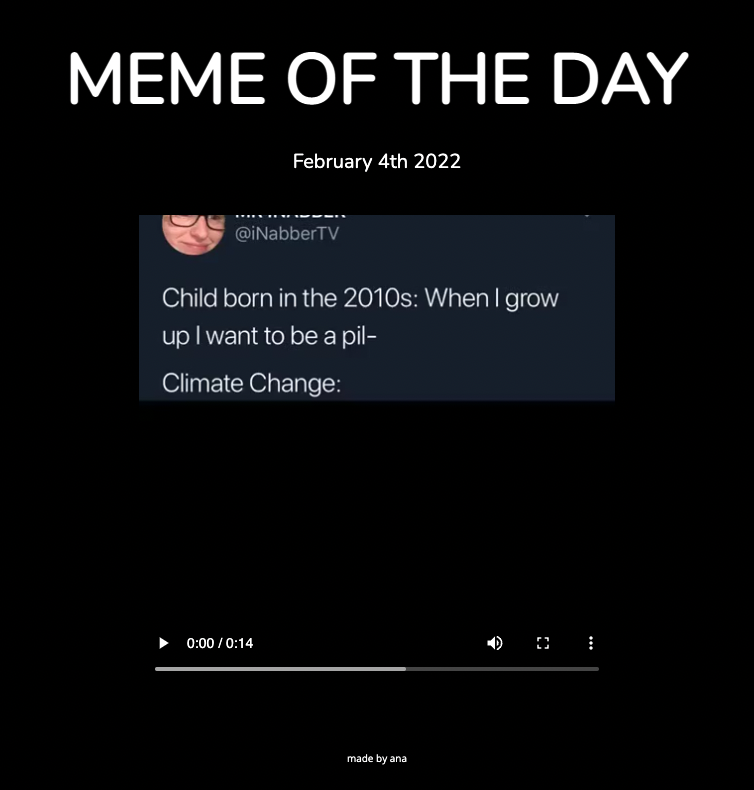 MEME OF THE DAY
February 4th 2022
@iNabberTV
Child born in the 2010s: When I grow
up I want to be a pil-
Climate Change:
0:00 / 0:14
made by ana